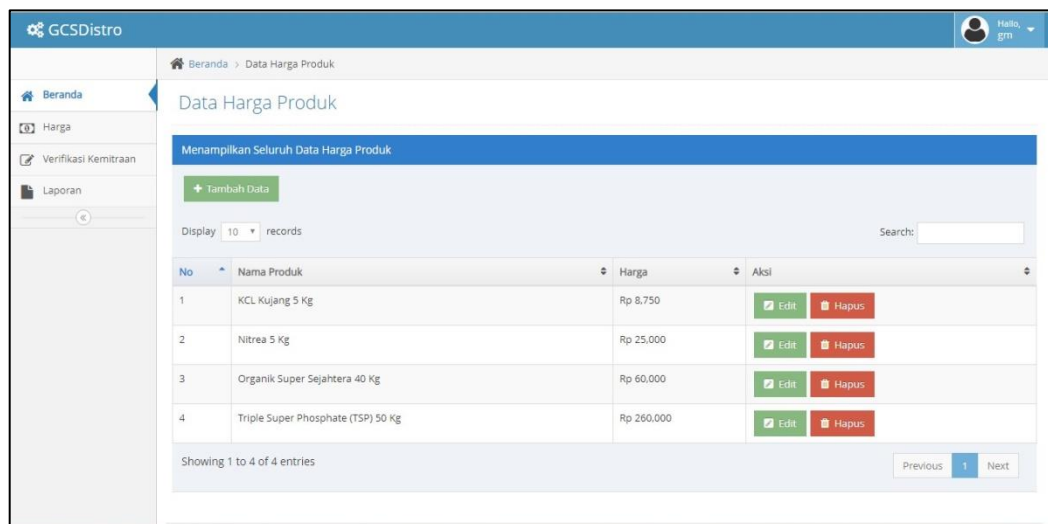 GCSDistro
Hallo,
gm
Beranda > Data Harga Produk
Beranda
Harga
Verifikasi Kemitraan
Laporan
Data Harga Produk
Menampilkan Seluruh Data Harga Produk
+ Tambah Data
Display 10 records
Search:
No Nama Produk Harga Aksi
1 KCL Kujang 5 Kg Rp 8,750 Edit Hapus
2 Nitrea 5 Kg Rp 25,000 Edit Hapus
3 Organik Super Sejahtera 40 Kg Rp 60,000 Edit Hapus
4 Triple Super Phosphate (TSP) 50 Kg Rp 260,000 Edit Hapus
Showing 1 to 4 of 4 entries
Previous 1 Next